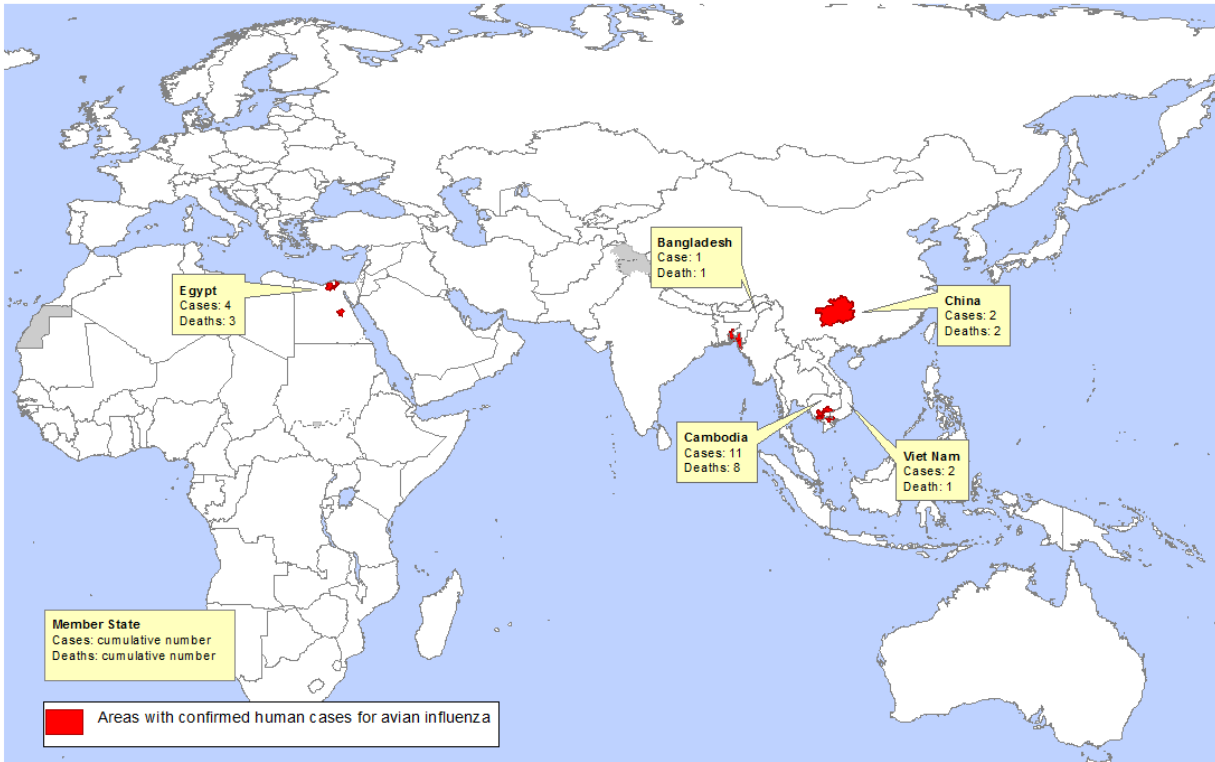 Bangladesh
Case: 1
Death: 1
Egypt
Cases: 4
Deaths: 3
China
Cases: 2
Deaths: 2
Cambodia
Cases: 11
Deaths: 8
Viet Nam
Cases: 2
Death: 1
Member State
Cases: cumulative number
Deaths: cumulative number
Areas with confirmed human cases for avian influenza